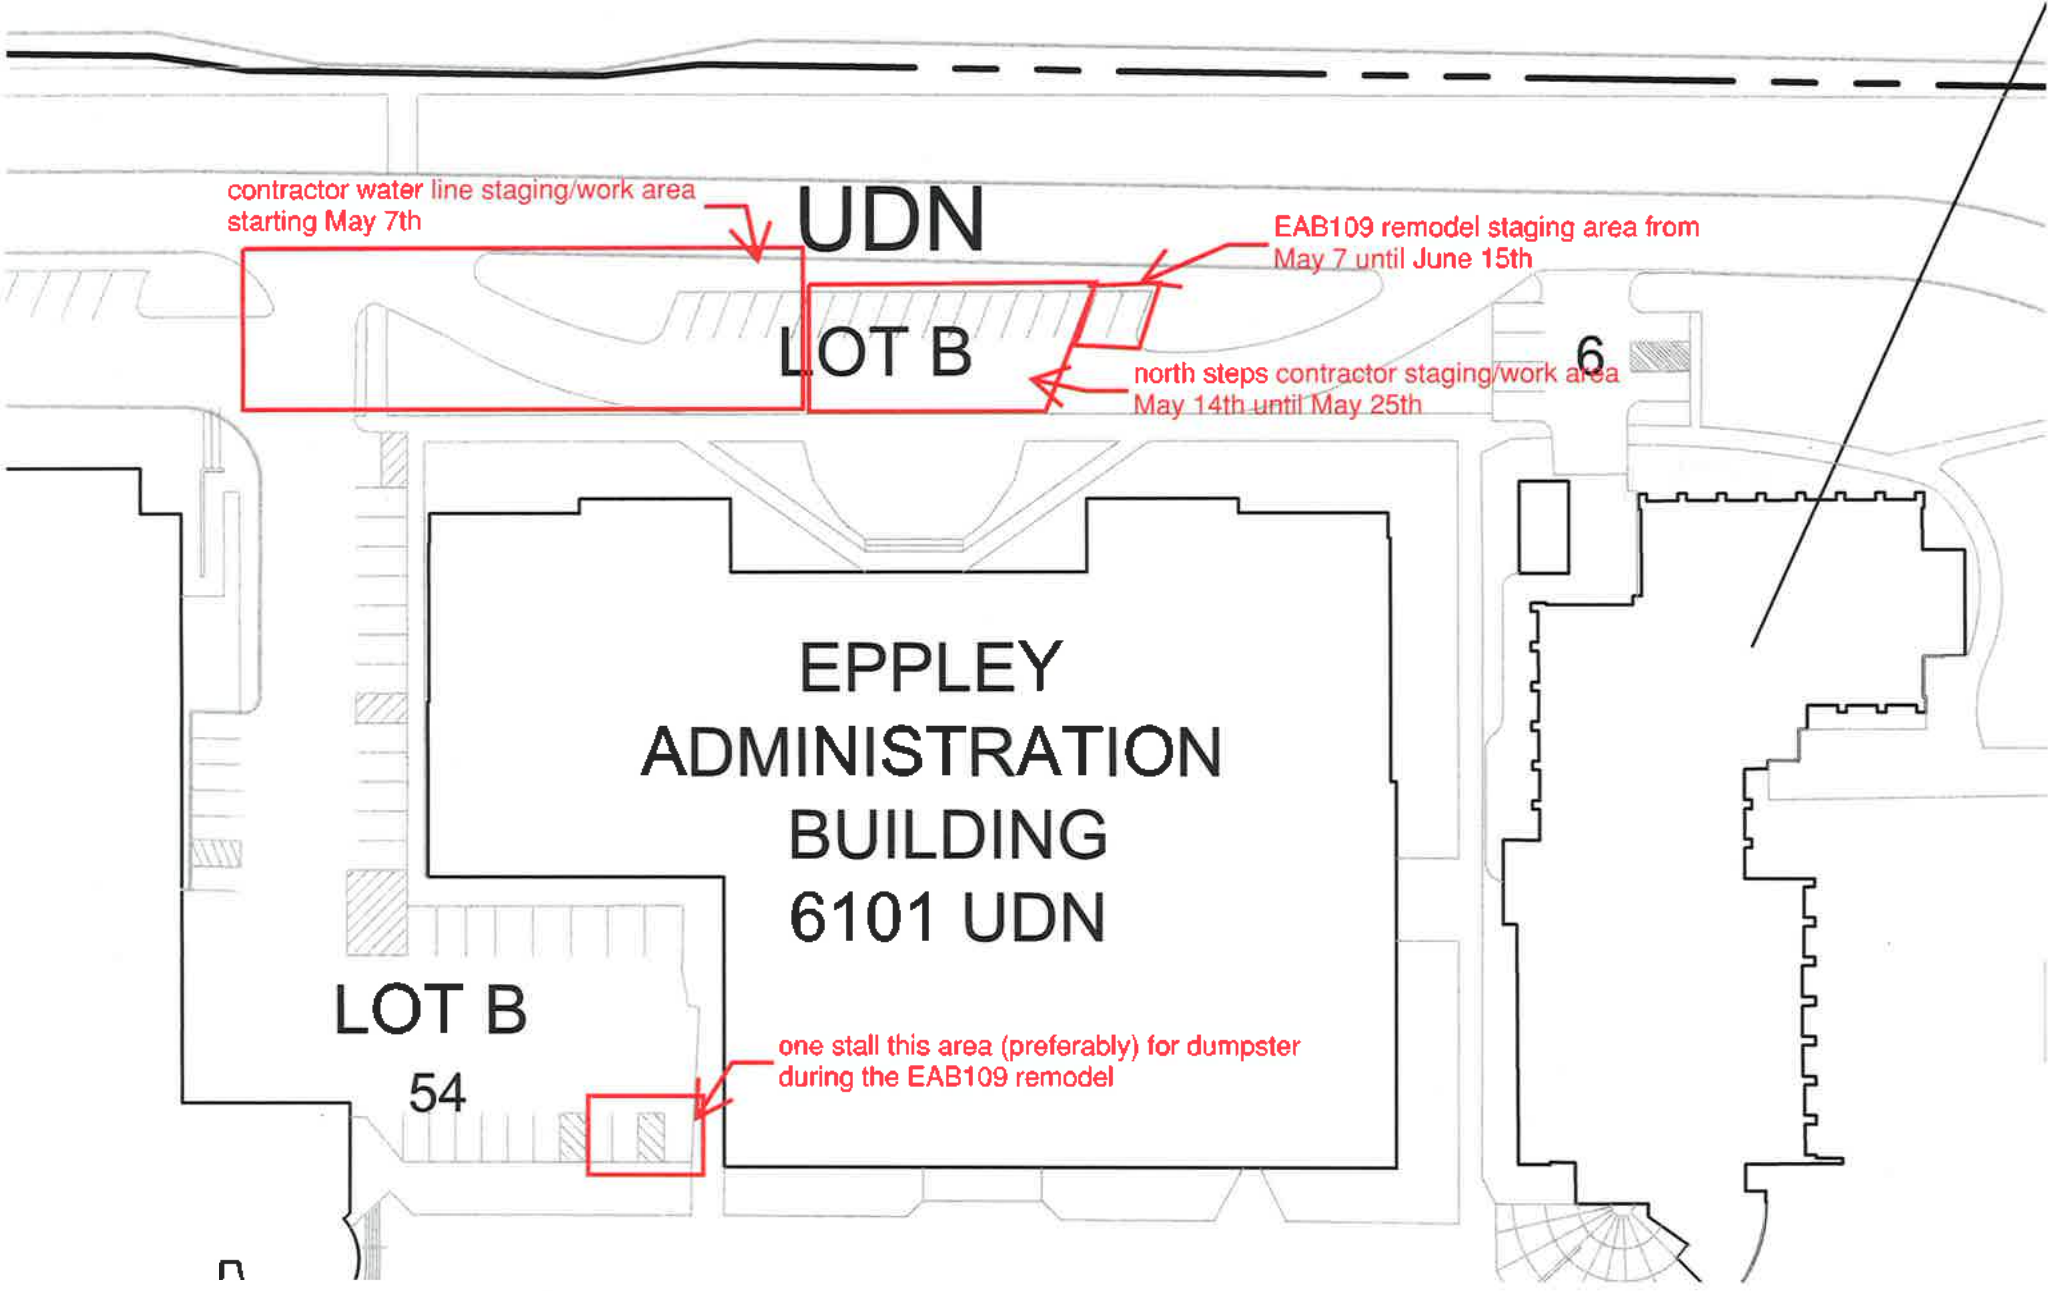 contractor water line staging/work area
starting May 7th
UDN
EAB109 remodel staging area from
May 7 until June 15th
LOT B
6
north steps contractor staging/work area
May 14th until May 25th
EPPLEY
ADMINISTRATION
BUILDING
6101 UDN
LOT B
54
one stall this area (preferably) for dumpster
during the EAB109 remodel